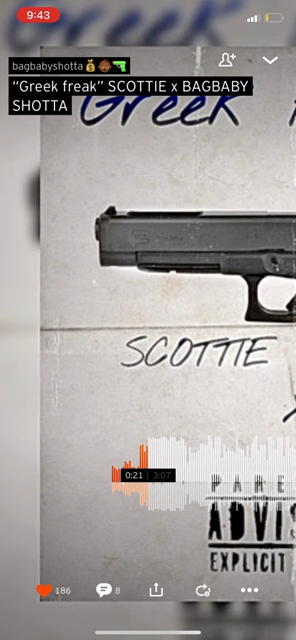 9:43
bagbabyshotta💰👶🏾🔫
“Greek freak” SCOTTIE x BAGBABY
SHOTTA
Greek
SCOTTIE
0:21 | 3:07
PARE
ADVIS
EXPLICIT
186
8